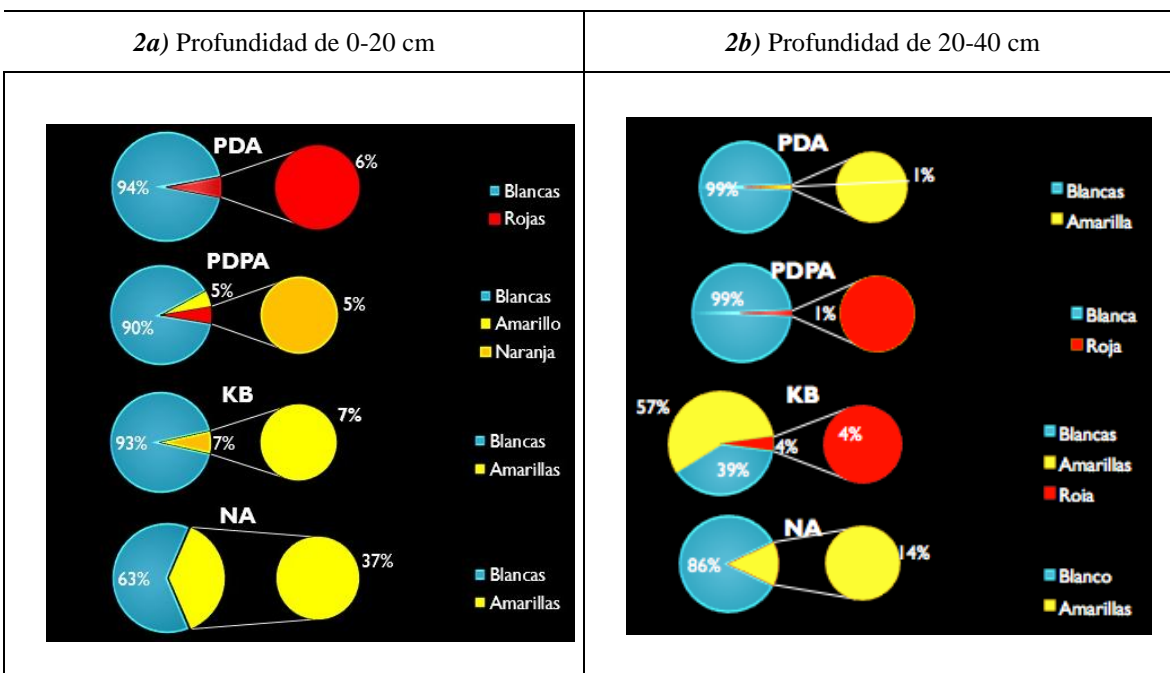 2a) Profundidad de 0-20 cm
2b) Profundidad de 20-40 cm
PDA
94%
6%
Blancas
Rojas
PDPA
5%
90%
5%
Blancas
Amarillo
Naranja
KB
93%
7%
7%
Blancas
Amarillas
NA
63%
37%
Blancas
Amarillas
PDA
99%
1%
Blancas
Amarilla
PDPA
99%
1%
Blanca
Roja
KB
57%
39%
4%
4%
Blancas
Amarillas
Roia
NA
86%
14%
Blanco
Amarillas